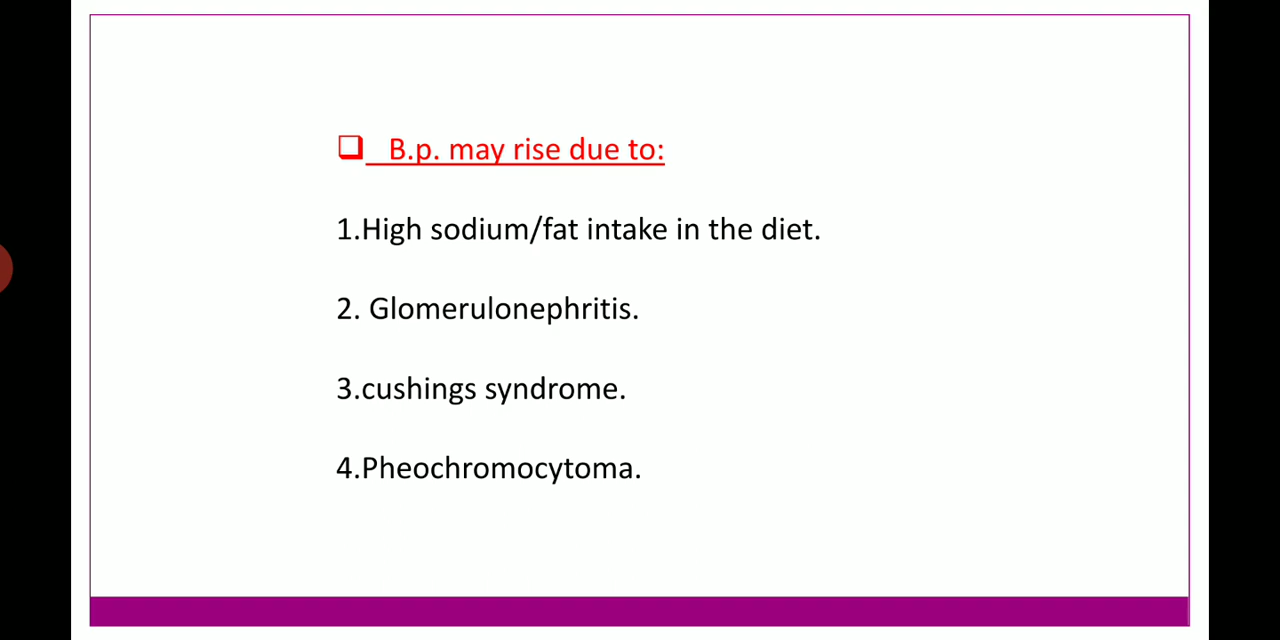 ❑ B.p. may rise due to:
1.High sodium/fat intake in the diet.
2. Glomerulonephritis.
3.cushings syndrome.
4.Pheochromocytoma.